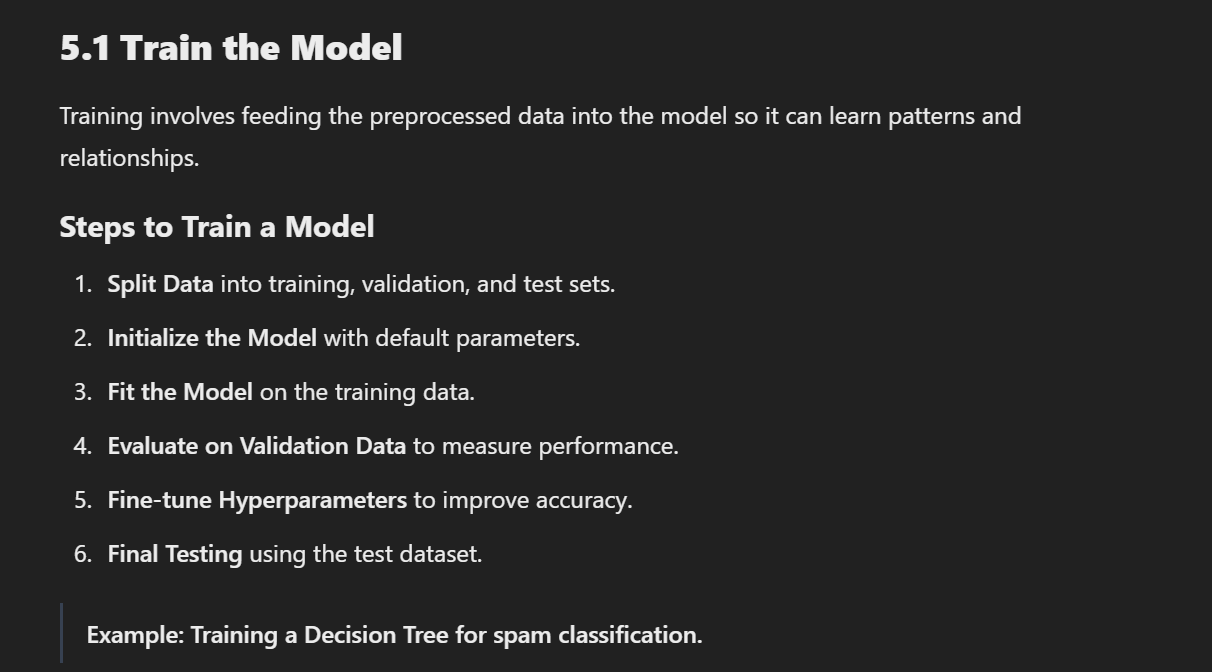 5.1 Train the Model
Training involves feeding the preprocessed data into the model so it can learn patterns and
relationships.
Steps to Train a Model
1. Split Data into training, validation, and test sets.
2. Initialize the Model with default parameters.
3. Fit the Model on the training data.
4. Evaluate on Validation Data to measure performance.
5. Fine-tune Hyperparameters to improve accuracy.
6. Final Testing using the test dataset.
Example: Training a Decision Tree for spam classification.